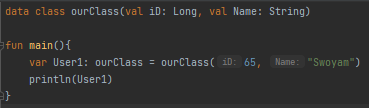 data class ourClass(val iD: Long, val Name: String)
fun main(){
var User1: ourClass = ourClass( iD: 65, Name: "Swoyam")
println(User1)
}